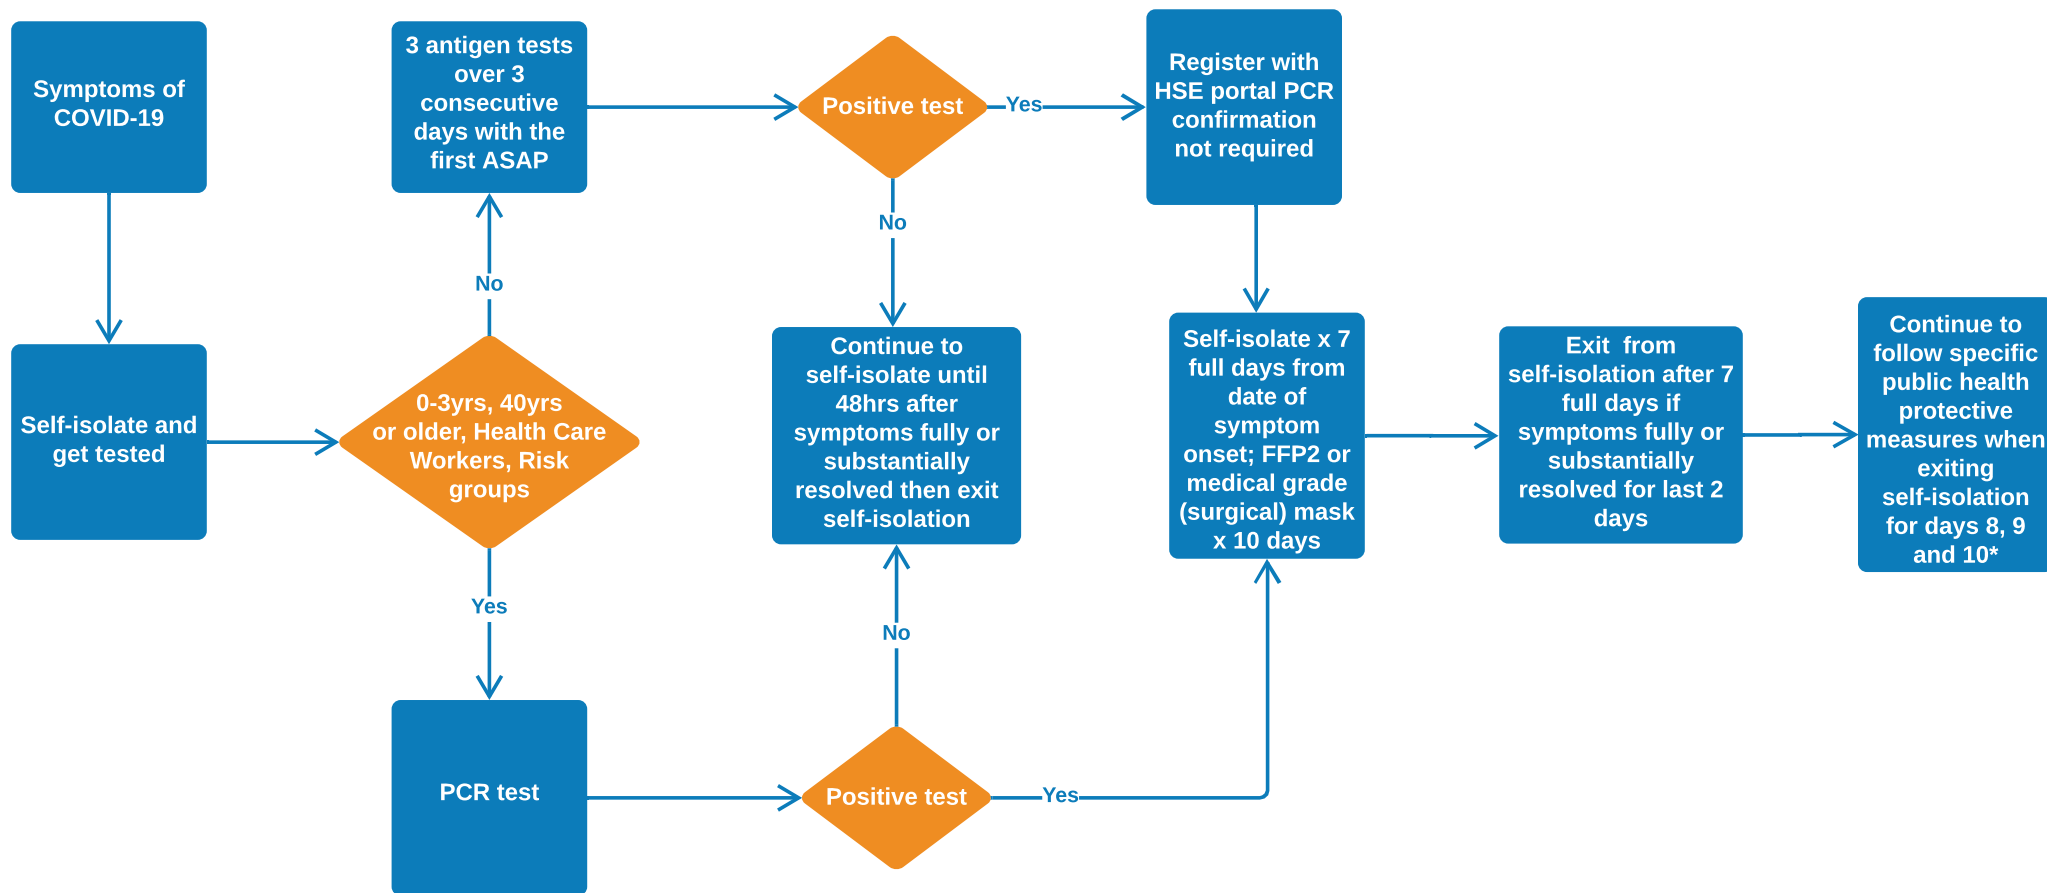 Symptoms of
COVID-19
Self-isolate and
get tested
0-3yrs, 40yrs
or older, Health Care
Workers, Risk
groups
No
3 antigen tests
over 3
consecutive
days with the
first ASAP
Positive test
Yes
Register with
HSE portal PCR
confirmation
not required
No
Continue to
self-isolate until
48hrs after
symptoms fully or
substantially
resolved then exit
self-isolation
Yes
PCR test
Positive test
No
Yes
Self-isolate x 7
full days from
date of
symptom
onset; FFP2 or
medical grade
(surgical) mask
x 10 days
Exit from
self-isolation after 7
full days if
symptoms fully or
substantially
resolved for last 2
days
Continue to
follow specific
public health
protective
measures when
exiting
self-isolation
for days 8, 9
and 10*